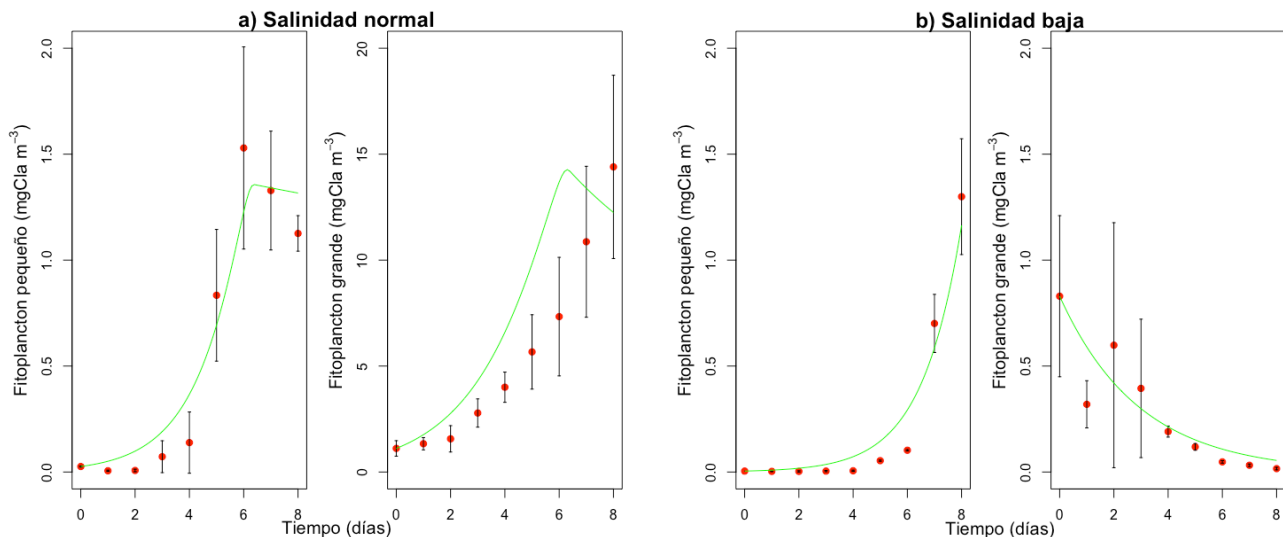 a) Salinidad normal
b) Salinidad baja
Fitoplancton pequeño (mgCla m⁻³)
2.0
1.5
1.0
0.5
0.0
0 2 4 6 8
Fitoplancton grande (mgCla m⁻³)
20
15
10
5
0
0 2 4 6 8
Tiempo (días)
Fitoplancton pequeño (mgCla m⁻³)
2.0
1.5
1.0
0.5
0.0
0 2 4 6 8
Fitoplancton grande (mgCla m⁻³)
2.0
1.5
1.0
0.5
0.0
0 2 4 6 8
Tiempo (días)